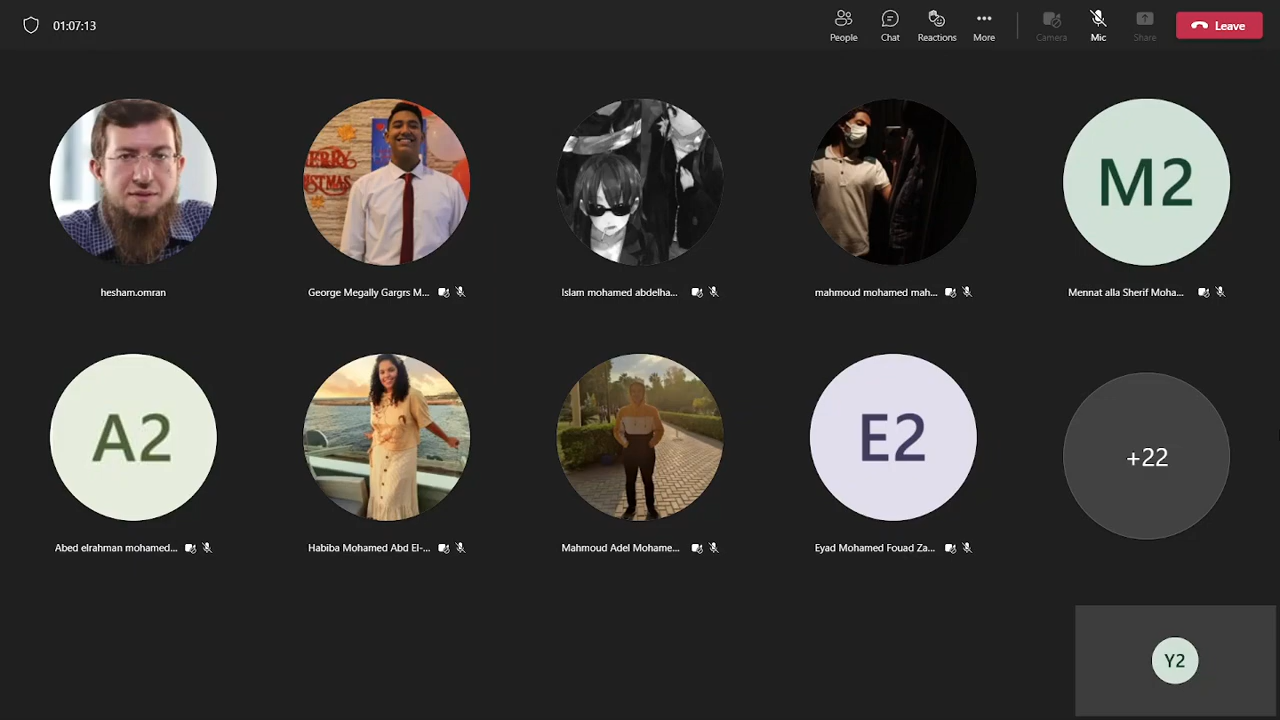 01:07:13
People
Chat
Reactions
More
Camera
Mic
Share
Leave
MERRY
CHRISTMAS
M2
hesham.omran
George Megally Gargrs M...
Islam mohamed abdelha...
mahmoud mohamed mah...
Mennat alla Sherif Moha...
A2
E2
+22
Abed elrahman mohamed...
Habiba Mohamed Abd El-...
Mahmoud Adel Mohame...
Eyad Mohamed Fouad Za...
Y2